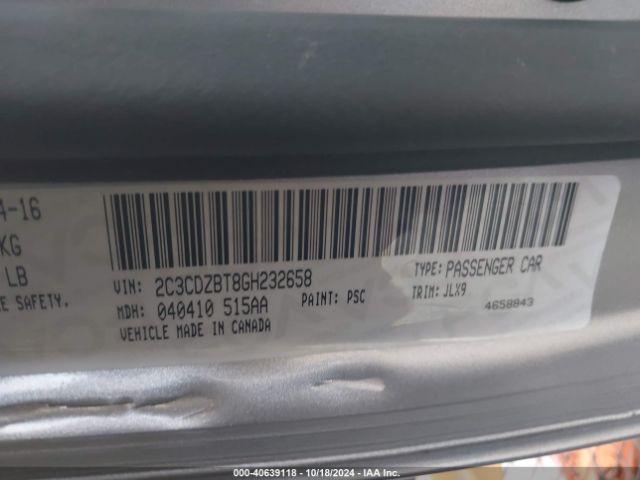 4-16
KG
LB
E SAFETY.
VIN: 2C3CDZBT8GH232658
TYPE: PASSENGER CAR
MDH: 040410 515AA
PAINT: PSC
TRIM: JLX9
VEHICLE MADE IN CANADA
4658843
000-40639118 - 10/18/2024 - IAA Inc.